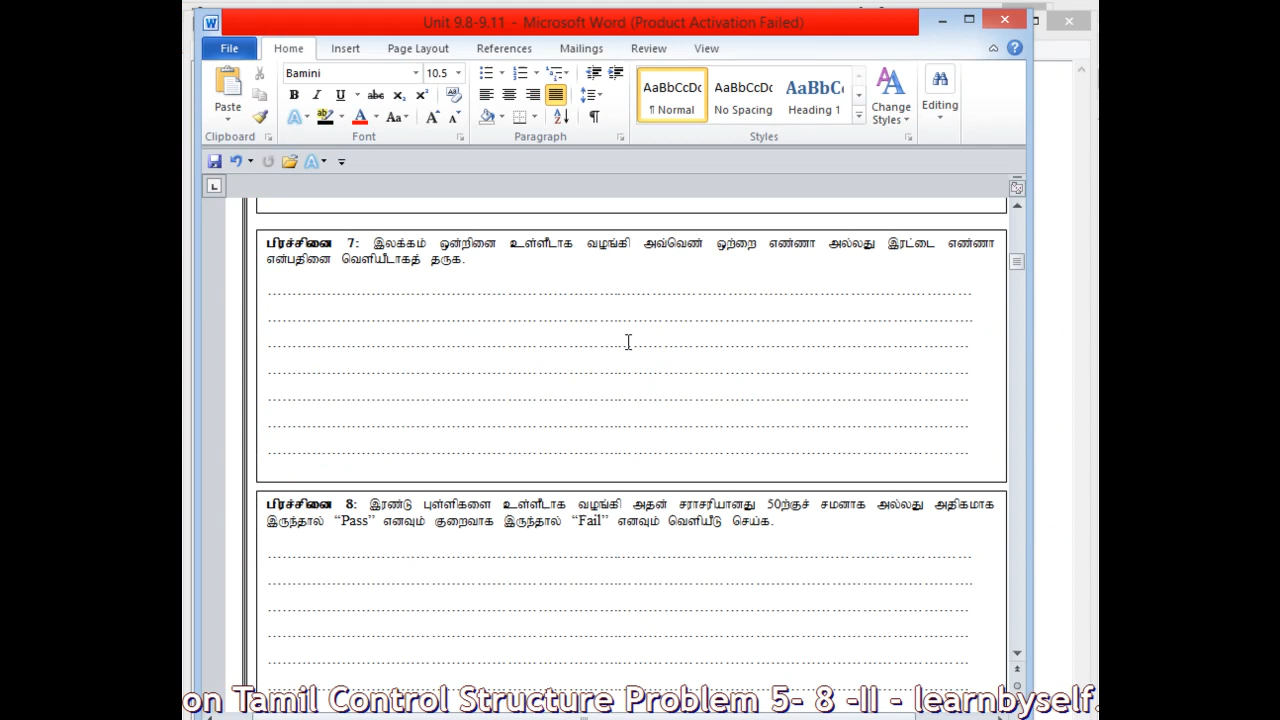 Unit 9.8-9.11 - Microsoft Word (Product Activation Failed)
File Home Insert Page Layout References Mailings Review View
Bamini 10.5
AaBbCcDc AaBbCcDc AaBbC
Paste ¶ Normal No Spacing Heading 1 Change Styles Editing
Clipboard Font Paragraph Styles
பிரச்சினை 7: இலக்கம் ஒன்றினை உள்ளீடாக வழங்கி அவ்வெண் ஒற்றை எண்ணா அல்லது இரட்டை எண்ணா
என்பதினை வெளியீடாகத் தருக.
பிரச்சினை 8: இரண்டு புள்ளிகளை உள்ளீடாக வழங்கி அதன் சராசரியானது 50ற்குச் சமனாக அல்லது அதிகமாக
இருந்தால் “Pass” எனவும் குறைவாக இருந்தால் “Fail” எனவும் வெளியீடு செய்க.
on Tamil Control Structure Problem 5- 8 -II - learnbyself.